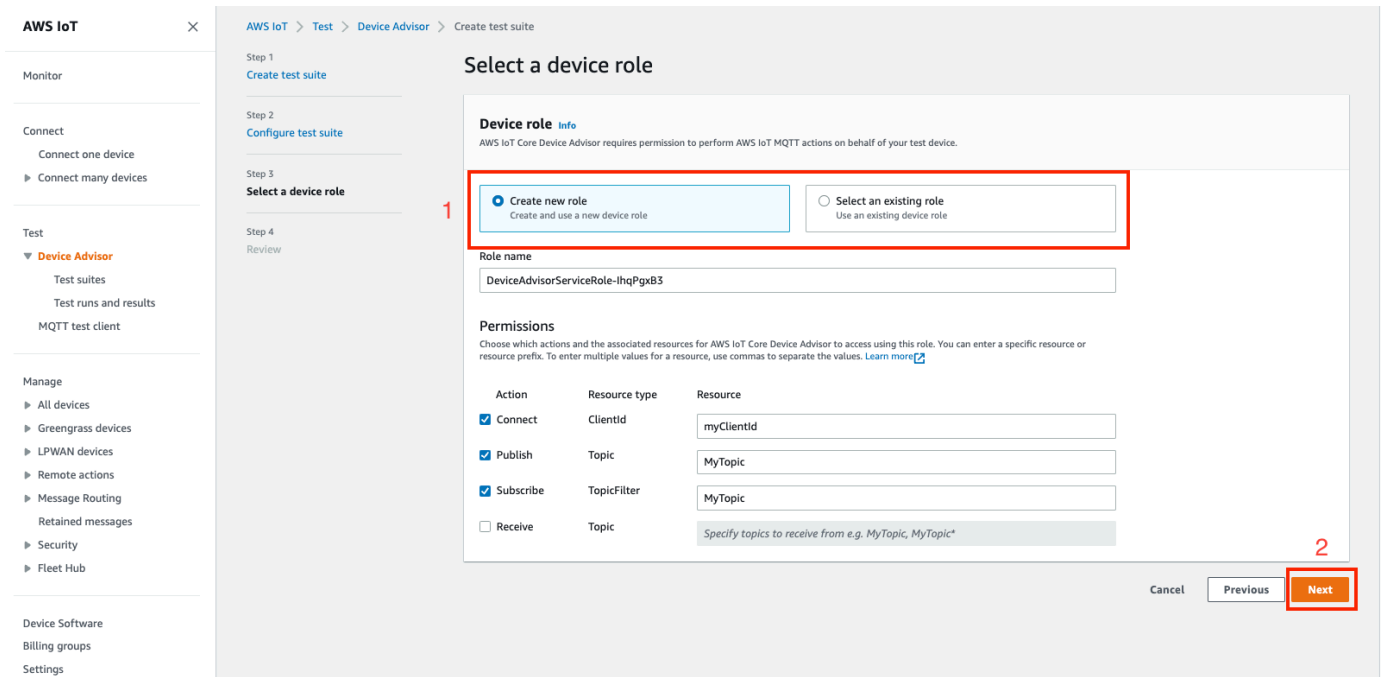 AWS IoT
Monitor
Connect
Connect one device
Connect many devices
Test
Device Advisor
Test suites
Test runs and results
MQTT test client
Manage
All devices
Greengrass devices
LPWAN devices
Remote actions
Message Routing
Retained messages
Security
Fleet Hub
Device Software
Billing groups
Settings
AWS IoT > Test > Device Advisor > Create test suite
Step 1
Create test suite
Step 2
Configure test suite
Step 3
Select a device role
Step 4
Review
Select a device role
Device role Info
AWS IoT Core Device Advisor requires permission to perform AWS IoT MQTT actions on behalf of your test device.
1
Create new role
Create and use a new device role
Select an existing role
Use an existing device role
Role name
DeviceAdvisorServiceRole-IhqPgxB3
Permissions
Choose which actions and the associated resources for AWS IoT Core Device Advisor to access using this role. You can enter a specific resource or
resource prefix. To enter multiple values for a resource, use commas to separate the values. Learn more
Action Resource type Resource
Connect ClientId myClientId
Publish Topic MyTopic
Subscribe TopicFilter MyTopic
Receive Topic Specify topics to receive from e.g. MyTopic, MyTopic*
2
Cancel Previous Next